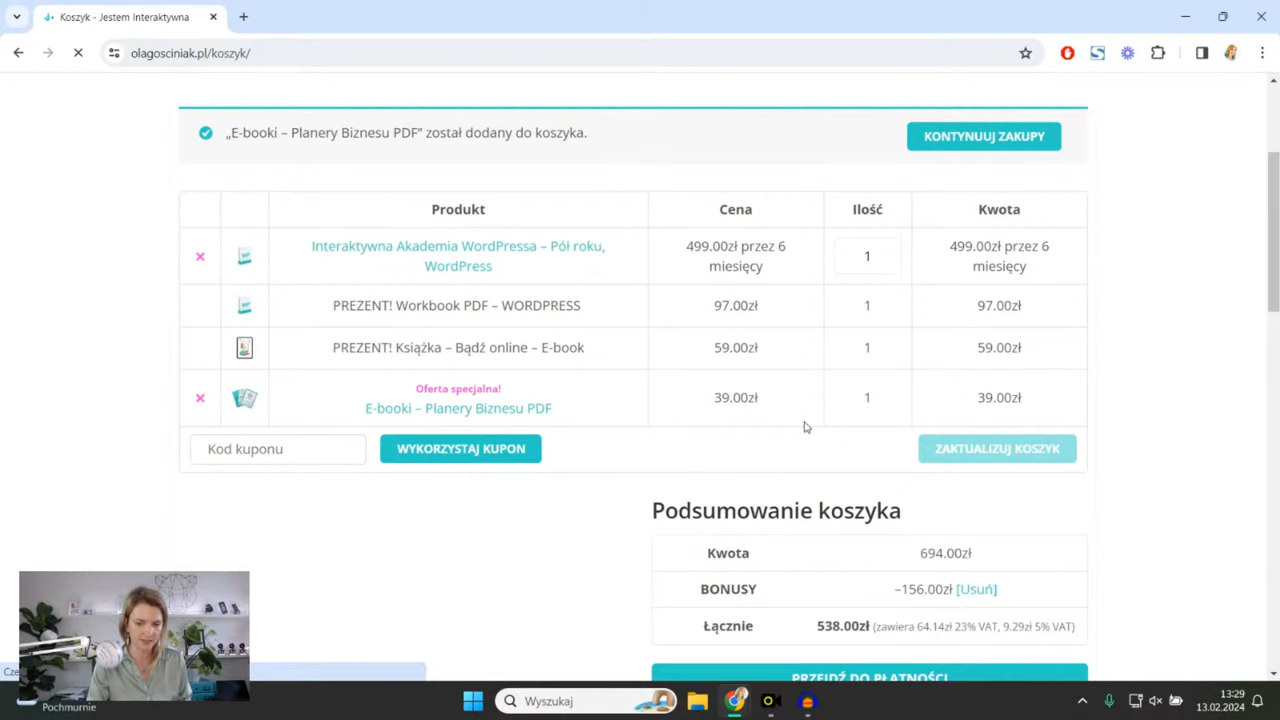 Koszyk - Jestem Interaktywna
olagosciniak.pl/koszyk/
„E-booki – Planery Biznesu PDF” został dodany do koszyka.
KONTYNUUJ ZAKUPY
Produkt Cena Ilość Kwota
Interaktywna Akademia WordPressa – Pół roku,
WordPress
499.00zł przez 6
miesięcy
1
499.00zł przez 6
miesięcy
PREZENT! Workbook PDF – WORDPRESS 97.00zł 1 97.00zł
PREZENT! Książka – Bądź online – E-book 59.00zł 1 59.00zł
Oferta specjalna!
E-booki – Planery Biznesu PDF 39.00zł 1 39.00zł
Kod kuponu WYKORZYSTAJ KUPON ZAKTUALIZUJ KOSZYK
Podsumowanie koszyka
Kwota 694.00zł
BONUSY –156.00zł [Usuń]
Łącznie 538.00zł (zawiera 64.14zł 23% VAT, 9.29zł 5% VAT)
PRZEJDŹ DO PŁATNOŚCI
Pochmurnie
Wyszukaj
13:29
13.02.2024